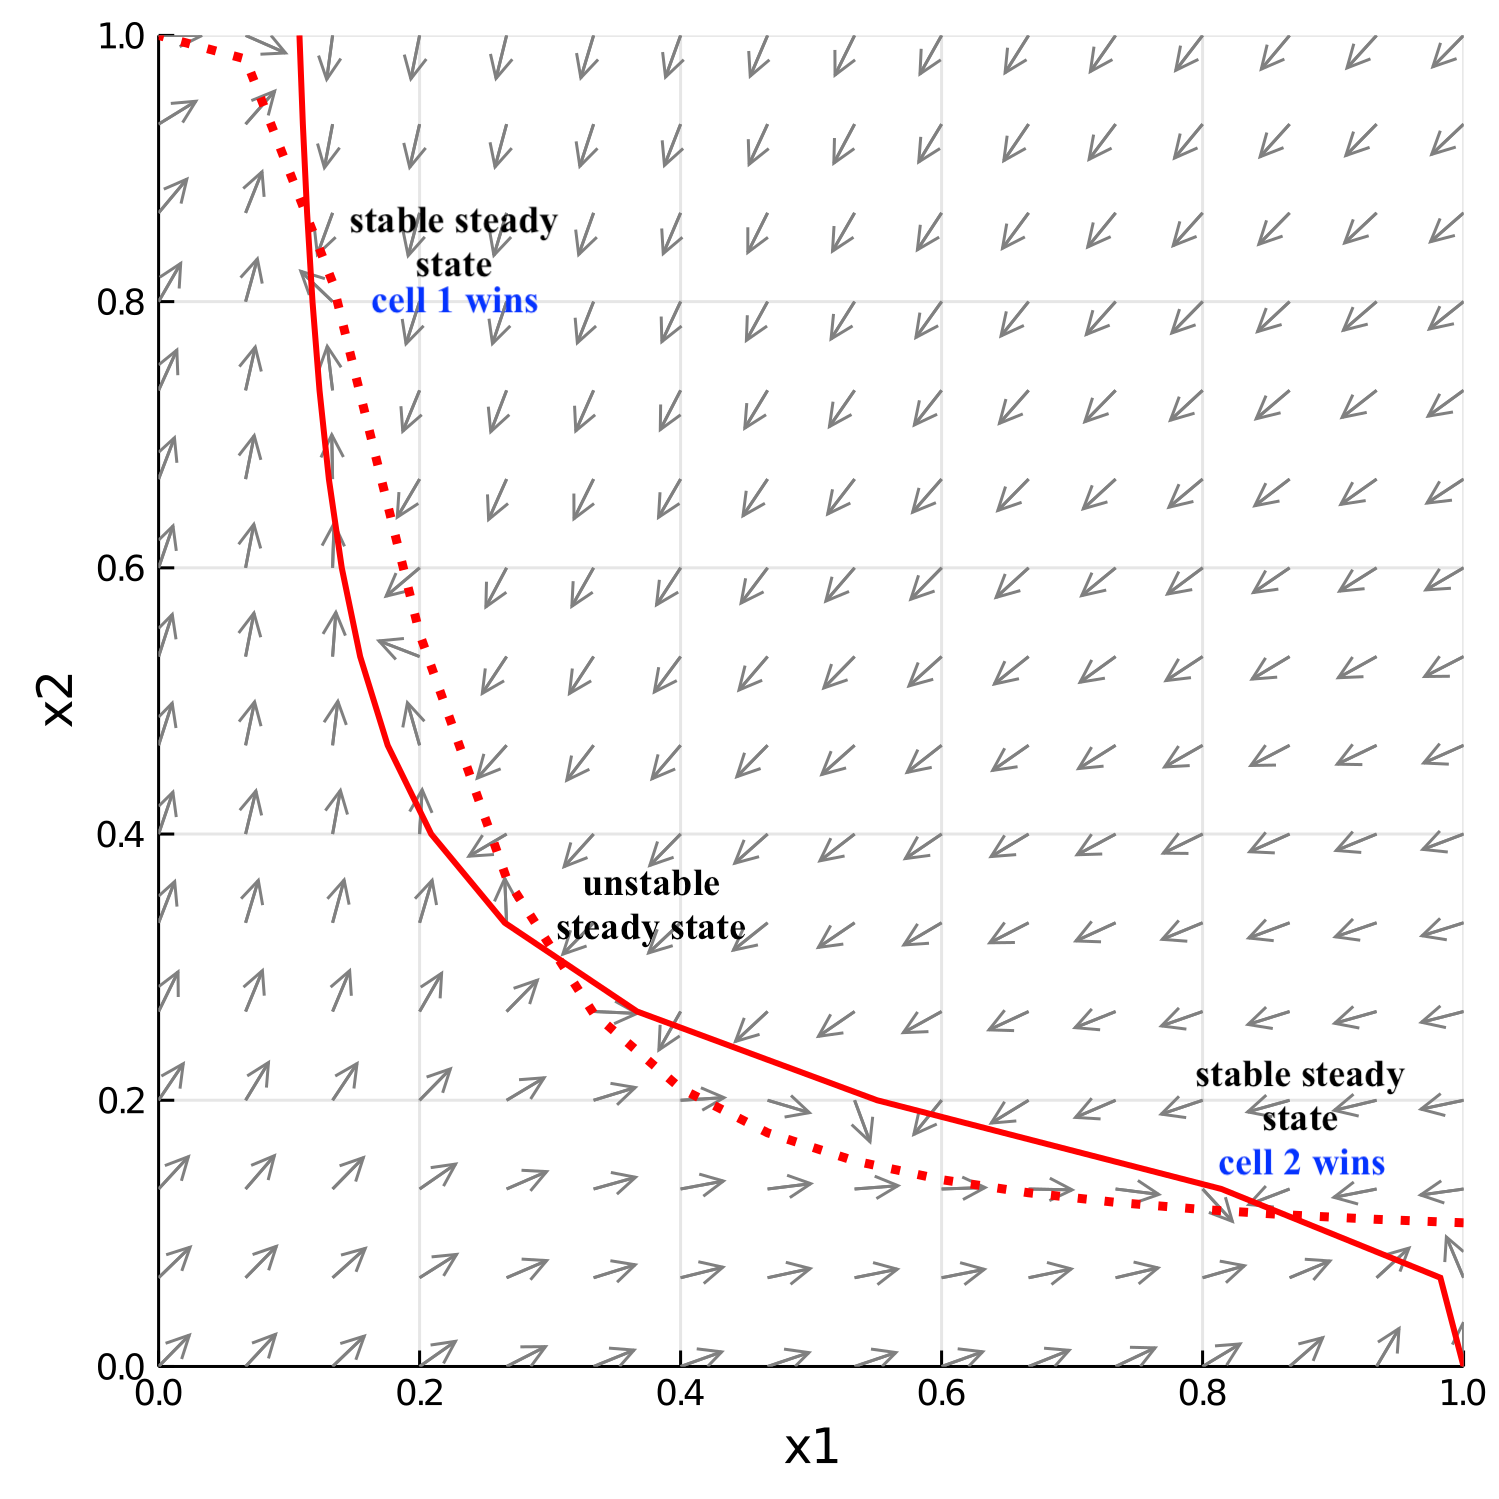 1.0
stable steady
state
cell 1 wins
0.8
0.6
x2
0.4
unstable
steady state
stable steady
state
cell 2 wins
0.2
0.0
0.0 0.2 0.4 0.6 0.8 1.0
x1